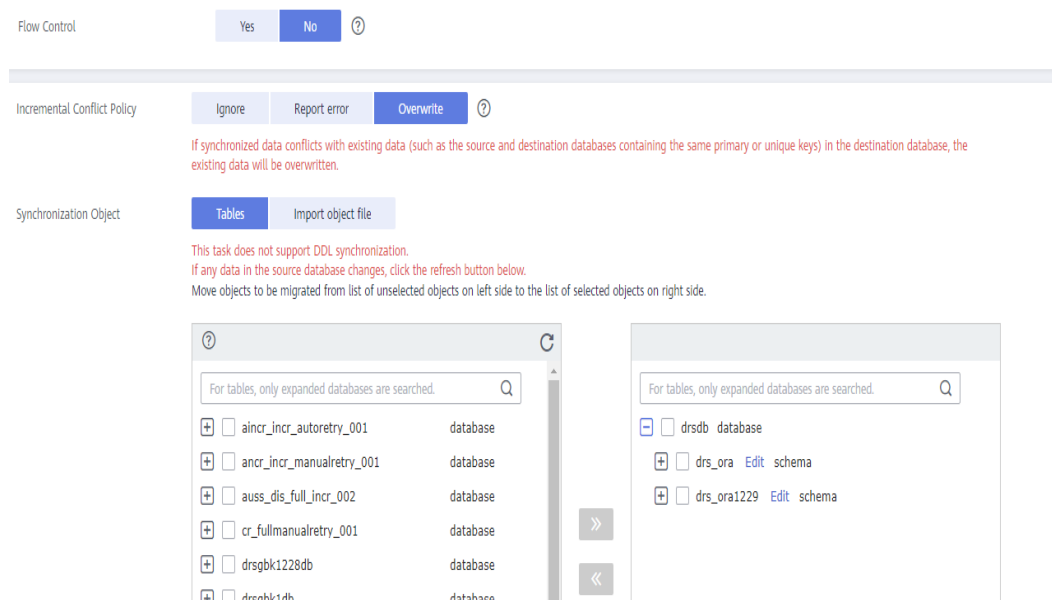 Flow Control Yes No ?
Incremental Conflict Policy Ignore Report error Overwrite ?
If synchronized data conflicts with existing data (such as the source and destination databases containing the same primary or unique keys) in the destination database, the
existing data will be overwritten.
Synchronization Object Tables Import object file
This task does not support DDL synchronization.
If any data in the source database changes, click the refresh button below.
Move objects to be migrated from list of unselected objects on left side to the list of selected objects on right side.
?
For tables, only expanded databases are searched.
aincr_incr_autoretry_001 database
ancr_incr_manualretry_001 database
auss_dis_full_incr_002 database
cr_fullmanualretry_001 database
drsgbk1228db database
drsgbk1db database
For tables, only expanded databases are searched.
drsdb database
drs_ora Edit schema
drs_ora1229 Edit schema